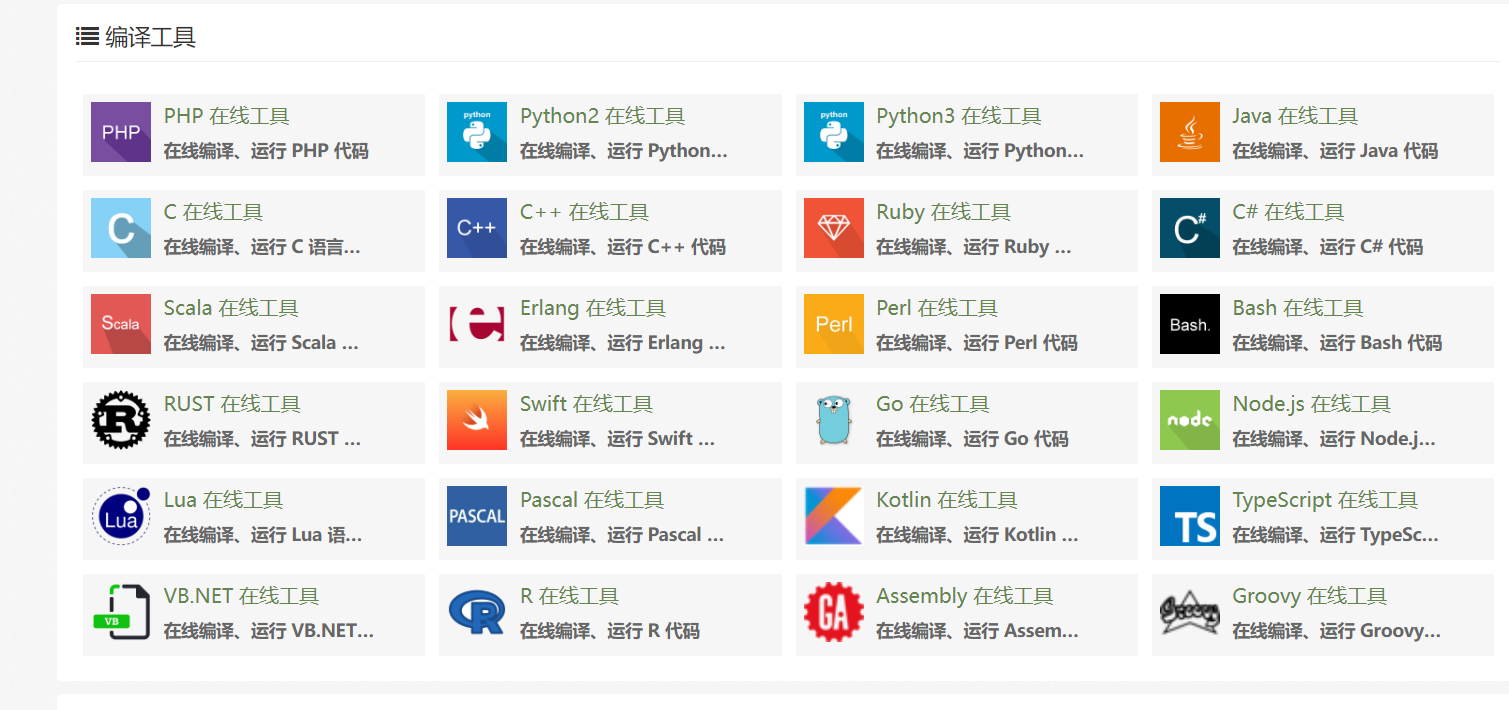 编译工具
PHP
PHP 在线工具
在线编译、运行 PHP 代码
python
Python2 在线工具
在线编译、运行 Python...
python
Python3 在线工具
在线编译、运行 Python...
Java 在线工具
在线编译、运行 Java 代码
C
C 在线工具
在线编译、运行 C 语言...
C++
C++ 在线工具
在线编译、运行 C++ 代码
Ruby 在线工具
在线编译、运行 Ruby ...
C#
C# 在线工具
在线编译、运行 C# 代码
Scala
Scala 在线工具
在线编译、运行 Scala ...
e
Erlang 在线工具
在线编译、运行 Erlang ...
Perl
Perl 在线工具
在线编译、运行 Perl 代码
Bash.
Bash 在线工具
在线编译、运行 Bash 代码
R
RUST 在线工具
在线编译、运行 RUST ...
Swift 在线工具
在线编译、运行 Swift ...
Go 在线工具
在线编译、运行 Go 代码
node
Node.js 在线工具
在线编译、运行 Node.j...
Lua
Lua 在线工具
在线编译、运行 Lua 语...
PASCAL
Pascal 在线工具
在线编译、运行 Pascal ...
Kotlin 在线工具
在线编译、运行 Kotlin ...
TS
TypeScript 在线工具
在线编译、运行 TypeSc...
VB
VB.NET 在线工具
在线编译、运行 VB.NET...
R
R 在线工具
在线编译、运行 R 代码
GA
Assembly 在线工具
在线编译、运行 Assem...
Groovy
Groovy 在线工具
在线编译、运行 Groovy...